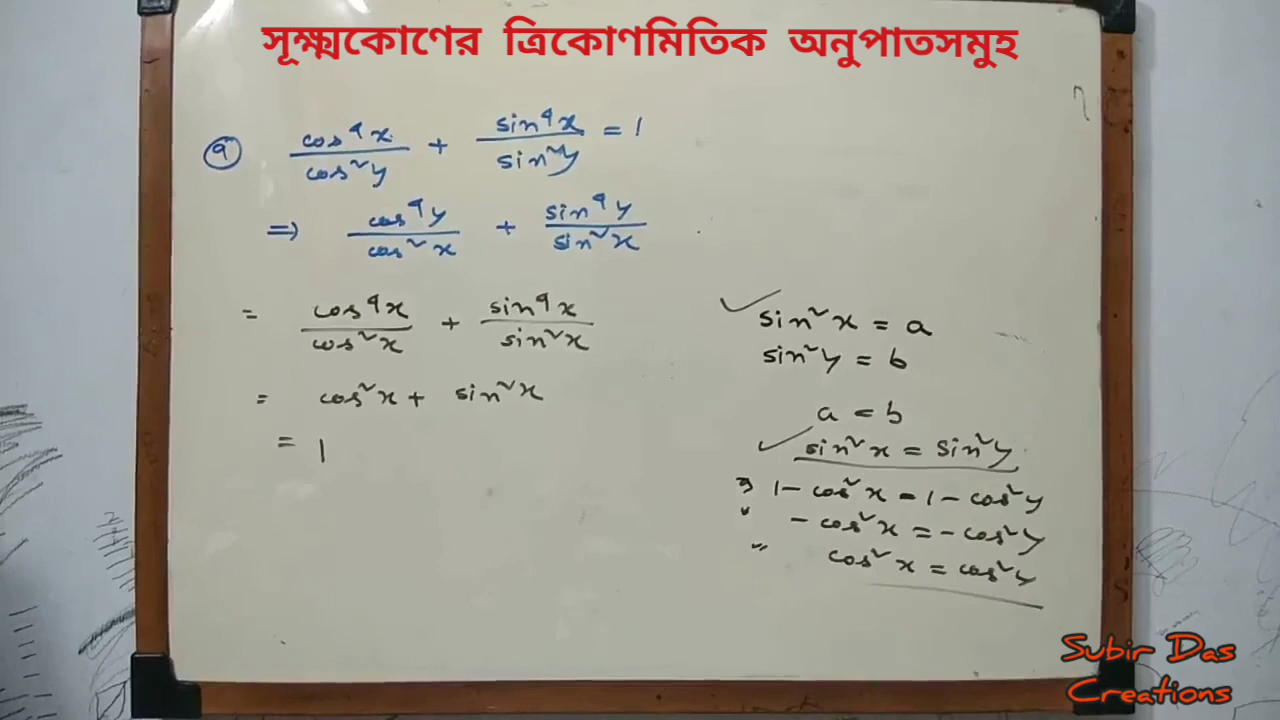 সূক্ষ্মকোণের ত্রিকোণমিতিক অনুপাতসমুহ
৭ cos⁴x/cos²y + sin⁴x/sin²y = 1
⇒ cos⁴y/cos²x + sin⁴y/sin²x
= cos⁴x/cos²x + sin⁴x/sin²x
= cos²x + sin²x
= 1
✓ sin²x = a
sin²y = b
a = b
✓ sin²x = sin²y
⇒ 1 - cos²x = 1 - cos²y
" - cos²x = - cos²y
" cos²x = cos²y
Subir Das
Creations